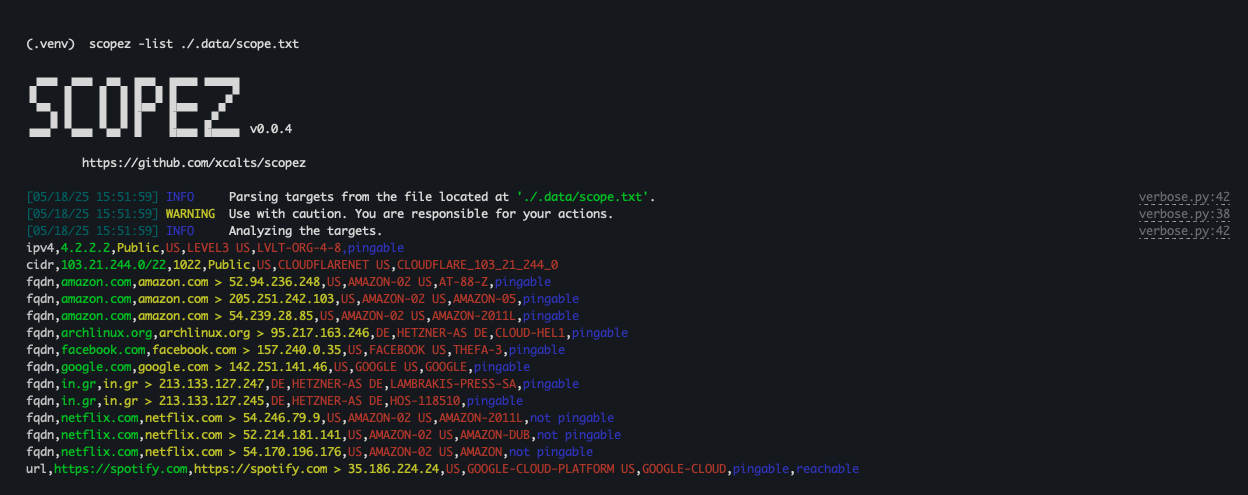 (.venv)  scopez -list ./.data/scope.txt
SCOPEZ v0.0.4
https://github.com/xcalts/scopez
[05/18/25 15:51:59] INFO     Parsing targets from the file located at './.data/scope.txt'. verbose.py:42
[05/18/25 15:51:59] WARNING  Use with caution. You are responsible for your actions. verbose.py:38
[05/18/25 15:51:59] INFO     Analyzing the targets. verbose.py:42
ipv4,4.2.2.2,Public,US,LEVEL3 US,LVLT-ORG-4-8,pingable
cidr,103.21.244.0/22,1022,Public,US,CLOUDFLARENET US,CLOUDFLARE_103_21_244_0
fqdn,amazon.com,amazon.com > 52.94.236.248,US,AMAZON-02 US,AT-88-Z,pingable
fqdn,amazon.com,amazon.com > 205.251.242.103,US,AMAZON-02 US,AMAZON-05,pingable
fqdn,amazon.com,amazon.com > 54.239.28.85,US,AMAZON-02 US,AMAZON-2011L,pingable
fqdn,archlinux.org,archlinux.org > 95.217.163.246,DE,HETZNER-AS DE,CLOUD-HEL1,pingable
fqdn,facebook.com,facebook.com > 157.240.0.35,US,FACEBOOK US,THEFA-3,pingable
fqdn,google.com,google.com > 142.251.141.46,US,GOOGLE US,GOOGLE,pingable
fqdn,in.gr,in.gr > 213.133.127.247,DE,HETZNER-AS DE,LAMBRAKIS-PRESS-SA,pingable
fqdn,in.gr,in.gr > 213.133.127.245,DE,HETZNER-AS DE,HOS-118510,pingable
fqdn,netflix.com,netflix.com > 54.246.79.9,US,AMAZON-02 US,AMAZON-2011L,not pingable
fqdn,netflix.com,netflix.com > 52.214.181.141,US,AMAZON-02 US,AMAZON-DUB,not pingable
fqdn,netflix.com,netflix.com > 54.170.196.176,US,AMAZON-02 US,AMAZON,not pingable
url,https://spotify.com,https://spotify.com > 35.186.224.24,US,GOOGLE-CLOUD-PLATFORM US,GOOGLE-CLOUD,pingable,reachable